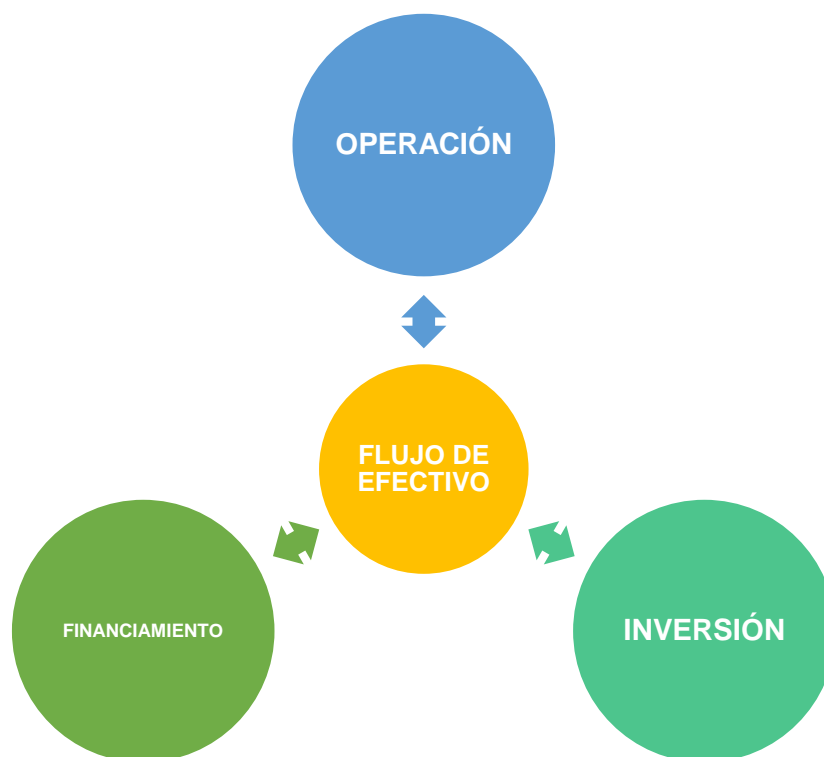 OPERACIÓN
FLUJO DE
EFECTIVO
FINANCIAMIENTO
INVERSIÓN